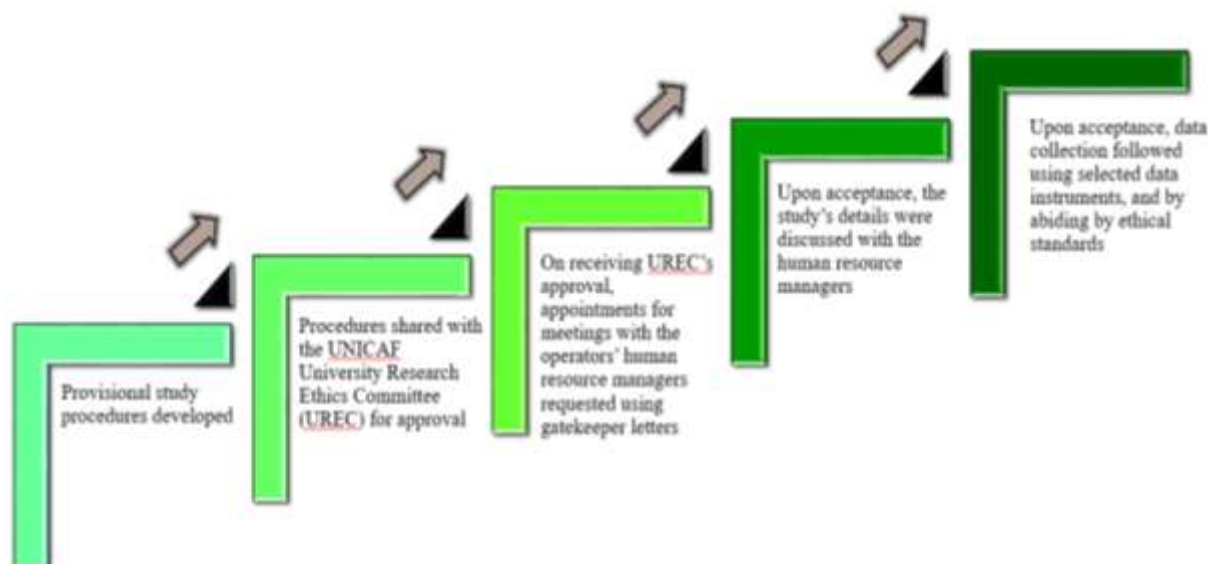 Provisional study
procedures developed
Procedures shared with
the UNICAF
University Research
Ethics Committee
(UREC) for approval
On receiving UREC's
approval,
appointments for
meetings with the
operators' human
resource managers
requested using
gatekeeper letters
Upon acceptance, the
study's details were
discussed with the
human resource
managers
Upon acceptance, data
collection followed
using selected data
instruments, and by
abiding by ethical
standards